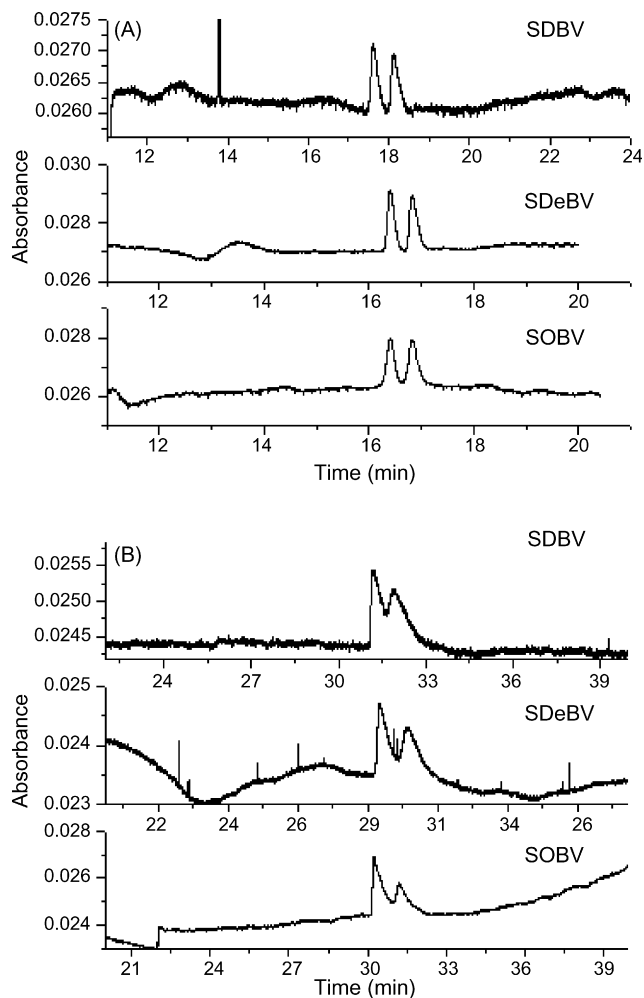 (A) SDBV
0.0275
0.0270
0.0265
0.0260
12 14 16 18 20 22 24
Absorbance
SDeBV
0.030
0.028
0.026
12 14 16 18 20
SOBV
0.028
0.026
12 14 16 18 20
Time (min)
(B) SDBV
0.0255
0.0250
0.0245
24 27 30 33 36 39
Absorbance
SDeBV
0.025
0.024
0.023
22 24 26 29 31 34 26
SOBV
0.028
0.026
0.024
21 24 27 30 33 36 39
Time (min)